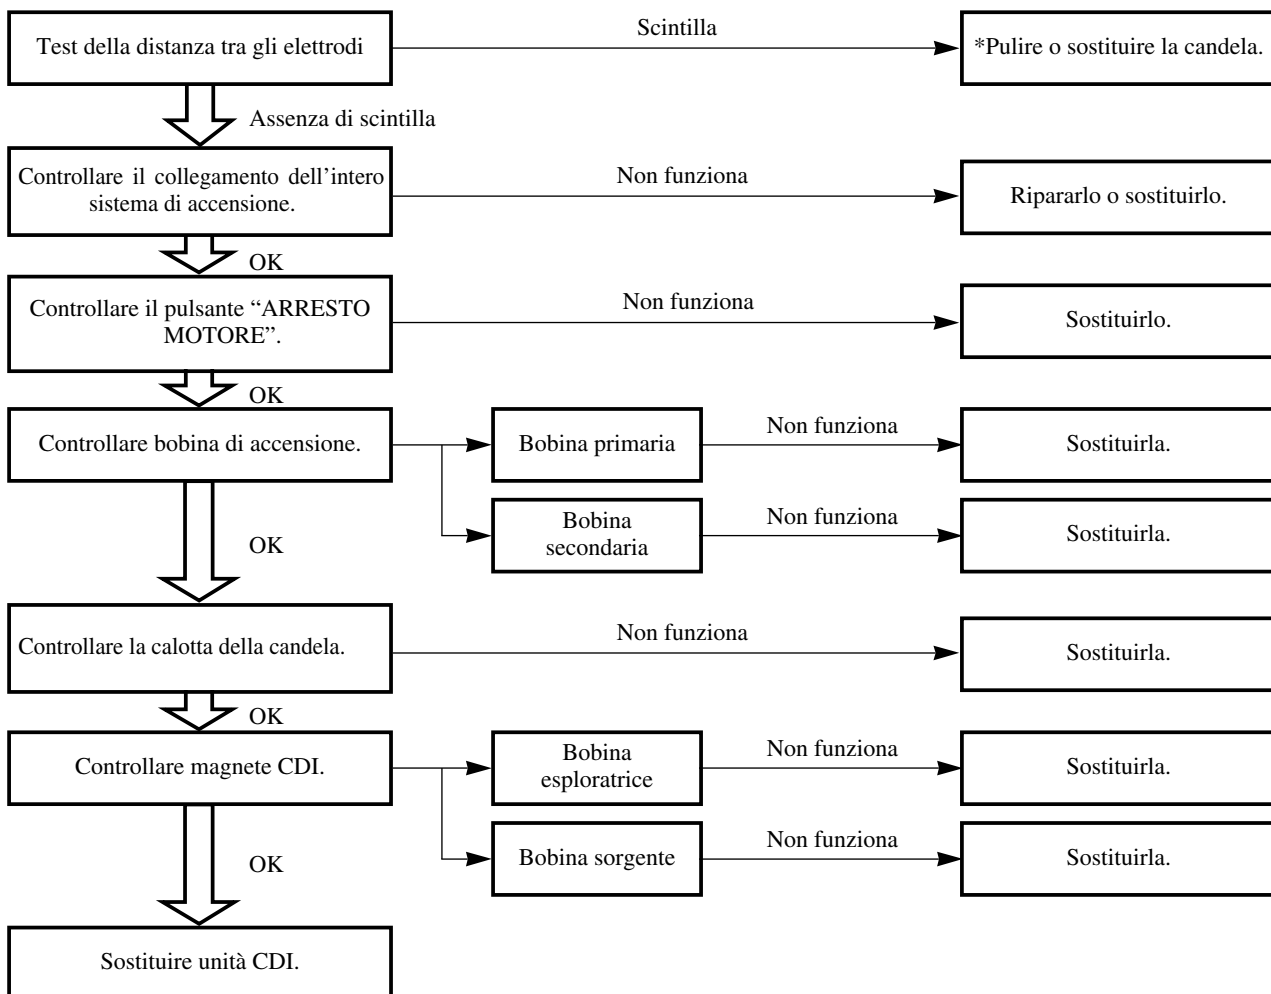 Test della distanza tra gli elettrodi
Scintilla
*Pulire o sostituire la candela.
Assenza di scintilla
Controllare il collegamento dell’intero
sistema di accensione.
Non funziona
Ripararlo o sostituirlo.
OK
Controllare il pulsante “ARRESTO
MOTORE”.
Non funziona
Sostituirlo.
OK
Controllare bobina di accensione.
Bobina primaria
Non funziona
Sostituirla.
Bobina
secondaria
Non funziona
Sostituirla.
OK
Controllare la calotta della candela.
Non funziona
Sostituirla.
OK
Controllare magnete CDI.
Bobina
esploratrice
Non funziona
Sostituirla.
Bobina sorgente
Non funziona
Sostituirla.
OK
Sostituire unità CDI.